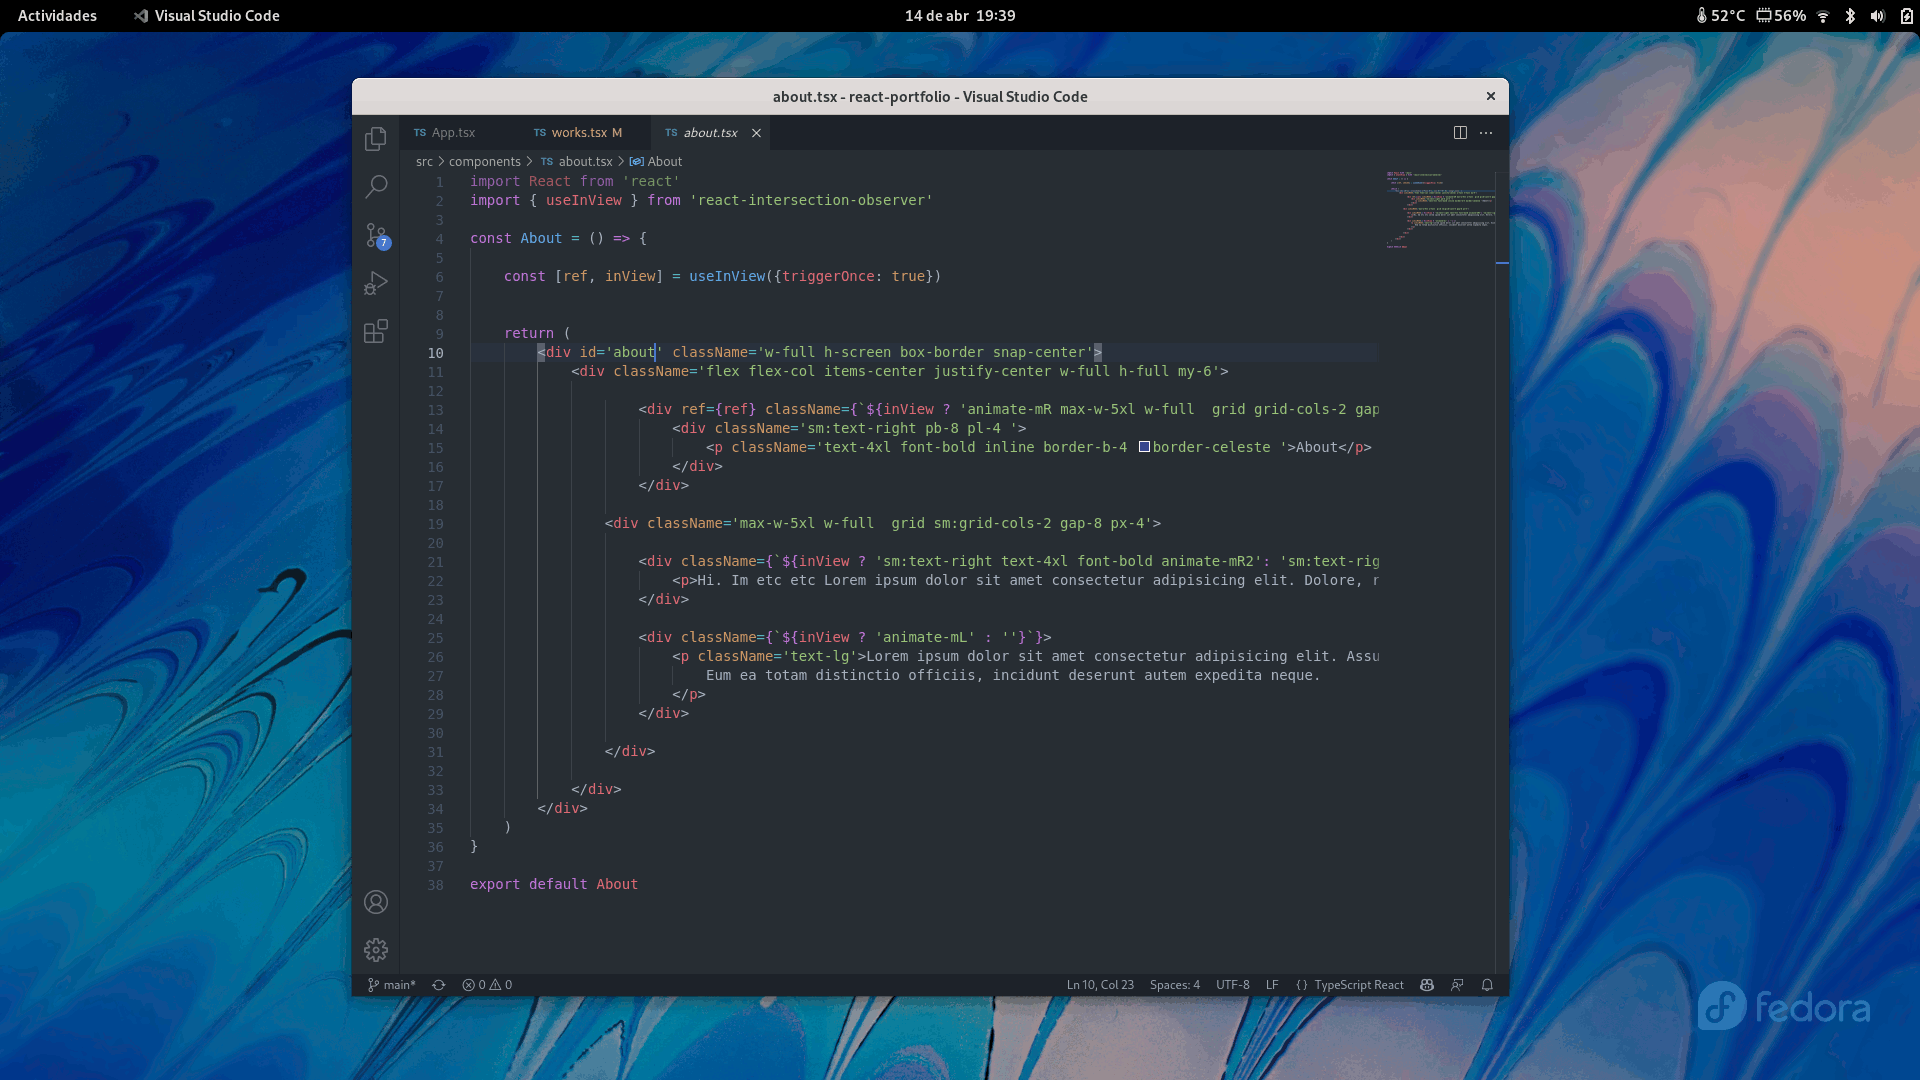 Actividades Visual Studio Code 14 de abr 19:39 52°C 56%
about.tsx - react-portfolio - Visual Studio Code
TS App.tsx TS works.tsx M TS about.tsx
src > components > TS about.tsx > About
1 import React from 'react'
2 import { useInView } from 'react-intersection-observer'
3
4 const About = () => {
5
6 const [ref, inView] = useInView({triggerOnce: true})
7
8
9 return (
10 <div id='about' className='w-full h-screen box-border snap-center'>
11 <div className='flex flex-col items-center justify-center w-full h-full my-6'>
12
13 <div ref={ref} className={`${inView ? 'animate-mR max-w-5xl w-full  grid grid-cols-2 gap
14 <div className='sm:text-right pb-8 pl-4 '>
15 <p className='text-4xl font-bold inline border-b-4 border-celeste '>About</p>
16 </div>
17 </div>
18
19 <div className='max-w-5xl w-full  grid sm:grid-cols-2 gap-8 px-4'>
20
21 <div className={`${inView ? 'sm:text-right text-4xl font-bold animate-mR2': 'sm:text-rig
22 <p>Hi. Im etc etc Lorem ipsum dolor sit amet consectetur adipisicing elit. Dolore,
23 </div>
24
25 <div className={`${inView ? 'animate-mL' : ''}`}>
26 <p className='text-lg'>Lorem ipsum dolor sit amet consectetur adipisicing elit. Assu
27 Eum ea totam distinctio officiis, incidunt deserunt autem expedita neque.
28 </p>
29 </div>
30
31 </div>
32
33 </div>
34 </div>
35 )
36 }
37
38 export default About
7
main* 0 0 Ln 10, Col 23 Spaces: 4 UTF-8 LF {} TypeScript React
fedora